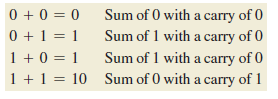 0 + 0 = 0 Sum of 0 with a carry of 0
0 + 1 = 1 Sum of 1 with a carry of 0
1 + 0 = 1 Sum of 1 with a carry of 0
1 + 1 = 10 Sum of 0 with a carry of 1